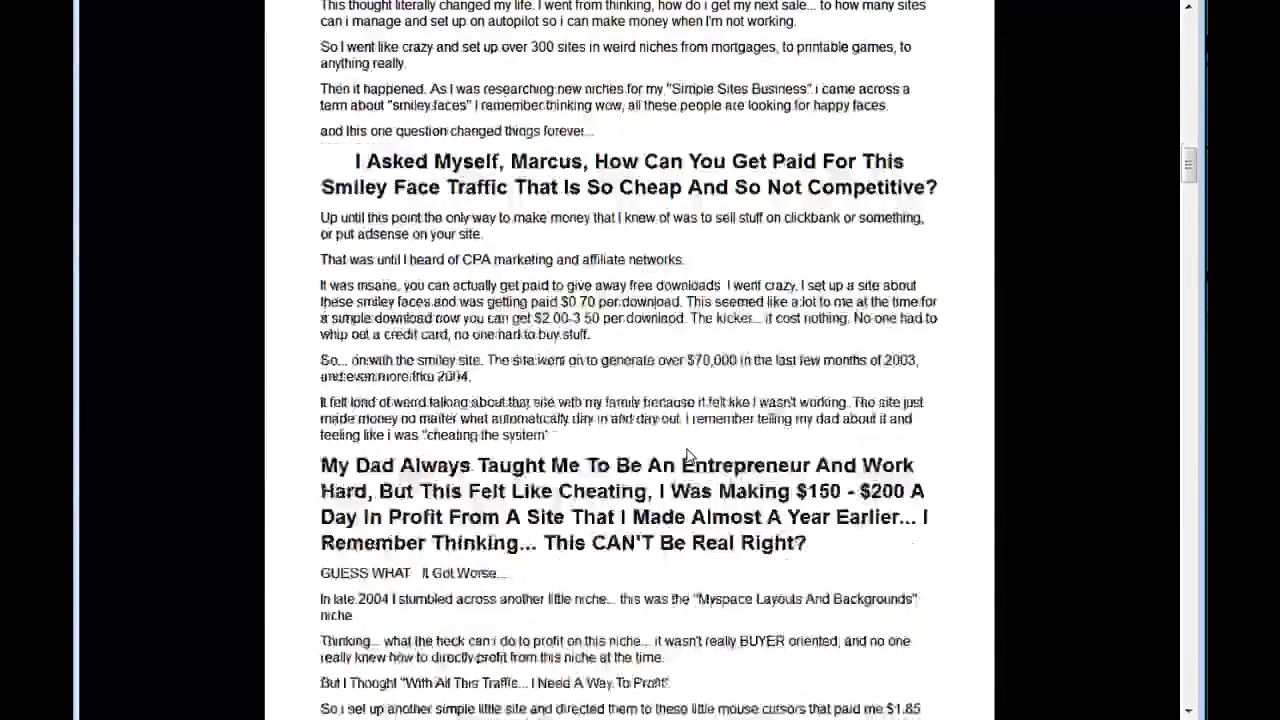 This thought literally changed my life. I went from thinking, how do i get my next sale... to how many sites
can i manage and set up on autopilot so i can make money when I'm not working.
So I went like crazy and set up over 300 sites in weird niches from mortgages, to printable games, to
anything really.
Then it happened. As I was researching new niches for my "Simple Sites Business" i came across a
term about "smiley faces" I remember thinking wow, all these people are looking for happy faces.
and this one question changed things forever...
I Asked Myself, Marcus, How Can You Get Paid For This
Smiley Face Traffic That Is So Cheap And So Not Competitive?
Up until this point the only way to make money that I knew of was to sell stuff on clickbank or something,
or put adsense on your site.
That was until I heard of CPA marketing and affiliate networks.
It was insane, you can actually get paid to give away free downloads I went crazy. I set up a site about
these smiley faces and was getting paid $0.70 per download. This seemed like a lot to me at the time for
a simple download now you can get $2.00-3.50 per download. The kicker... it cost nothing. No one had to
whip out a credit card, no one had to buy stuff.
So... on with the smiley site. The site went on to generate over $70,000 in the last few months of 2003,
and even more thru 2004.
It felt kind of weird talking about that site with my family because it felt like I wasn't working. The site just
made money no matter what automatically day in and day out. i remember telling my dad about it and
feeling like i was "cheating the system"
My Dad Always Taught Me To Be An Entrepreneur And Work
Hard, But This Felt Like Cheating, I Was Making $150 - $200 A
Day In Profit From A Site That I Made Almost A Year Earlier... I
Remember Thinking... This CAN'T Be Real Right?
GUESS WHAT It Got Worse...
In late 2004 I stumbled across another little niche... this was the "Myspace Layouts And Backgrounds"
niche
Thinking... what the heck can i do to profit on this niche... it wasn't really BUYER oriented, and no one
really knew how to directly profit from this niche at the time.
But I Thought "With All This Traffic... I Need A Way To Profit"
So i set up another simple little site and directed them to these little mouse cursors that paid me $1.85